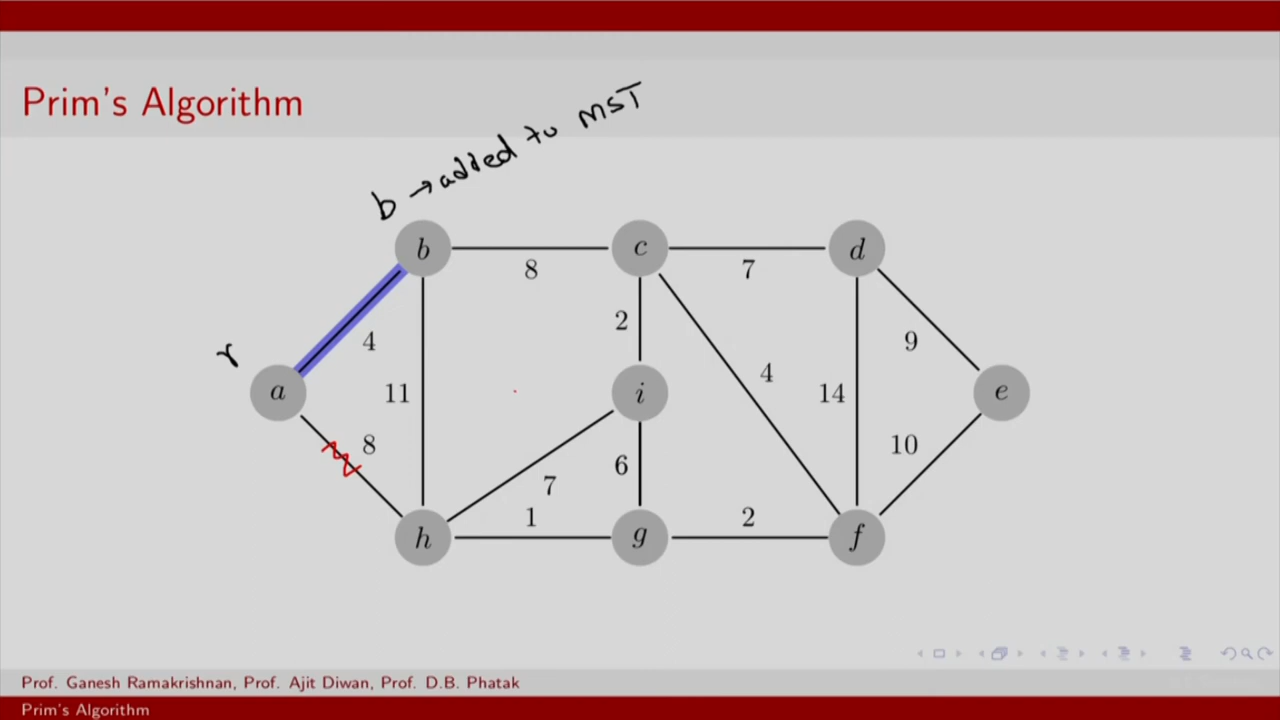 Prim's Algorithm
b → added to MST
b
c
d
8
7
2
4
9
r
4
a
11
i
14
e
8
6
10
7
1
2
h
g
f
Prof. Ganesh Ramakrishnan, Prof. Ajit Diwan, Prof. D.B. Phatak
Prim's Algorithm